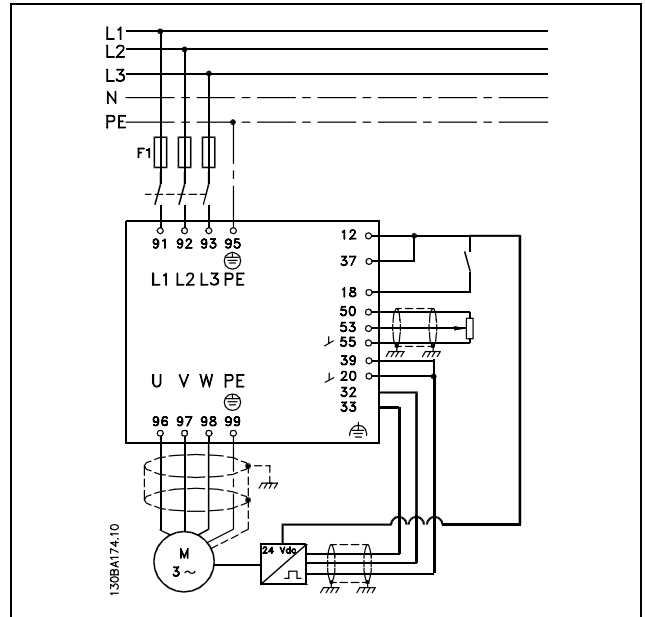 L1
L2
L3
N
PE
F1
91 92 93 95
L1 L2 L3 PE
12
37
18
50
53
55
39
20
32
33
U V W PE
96 97 98 99
M
3 ~
24 Vdc
130BA174.10